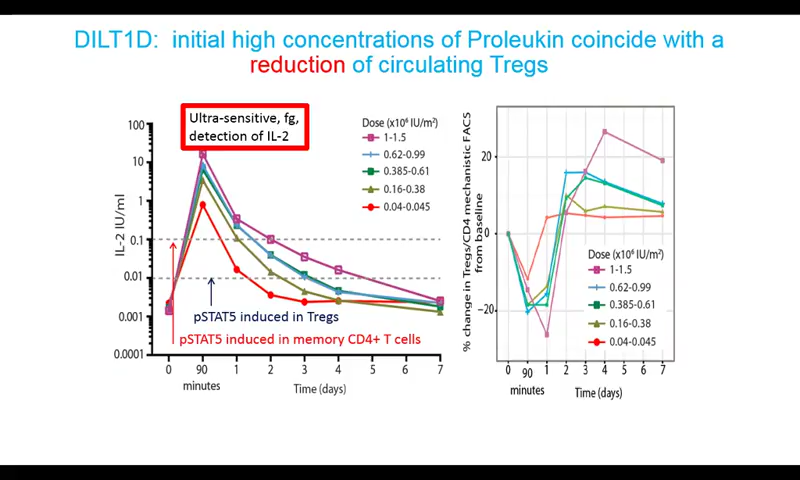 DILT1D:  initial high concentrations of Proleukin coincide with a
reduction of circulating Tregs
Ultra-sensitive, fg,
detection of IL-2
Dose (x10⁶ IU/m²)
1-1.5
0.62-0.99
0.385-0.61
0.16-0.38
0.04-0.045
IL-2 IU/ml
100
10
1
0.1
0.01
0.001
0.0001
pSTAT5 induced in Tregs
pSTAT5 induced in memory CD4+ T cells
0 90 1 2 3 4 5 6 7
minutes
Time (days)
% change in Tregs/CD4 mechanistic FACS
from baseline
20
0
−20
Dose (x10⁶ IU/m²)
1-1.5
0.62-0.99
0.385-0.61
0.16-0.38
0.04-0.045
0 90 1 2 3 4 5 6 7
minutes
Time (days)